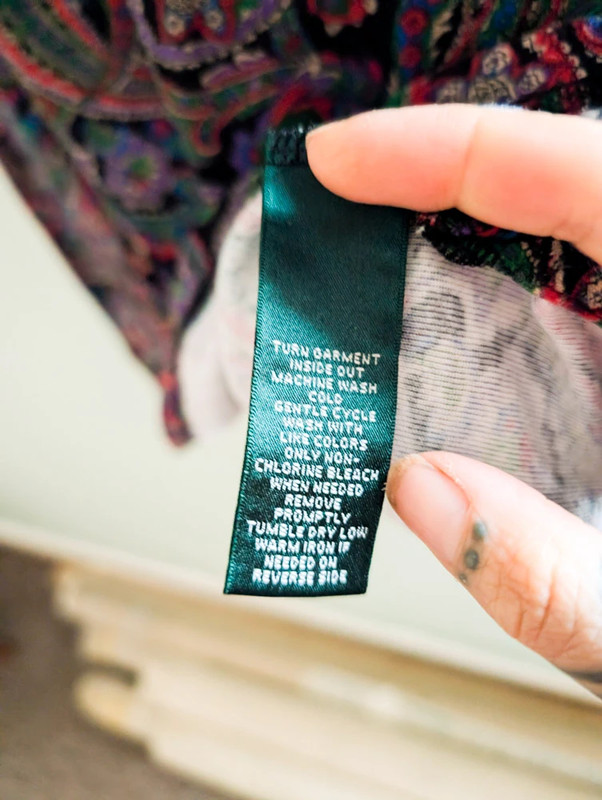 TURN GARMENT
INSIDE OUT
MACHINE WASH
COLD
GENTLE CYCLE
WASH WITH
LIKE COLORS
ONLY NON-
CHLORINE BLEACH
WHEN NEEDED
REMOVE
PROMPTLY
TUMBLE DRY LOW
WARM IRON IF
NEEDED ON
REVERSE SIDE